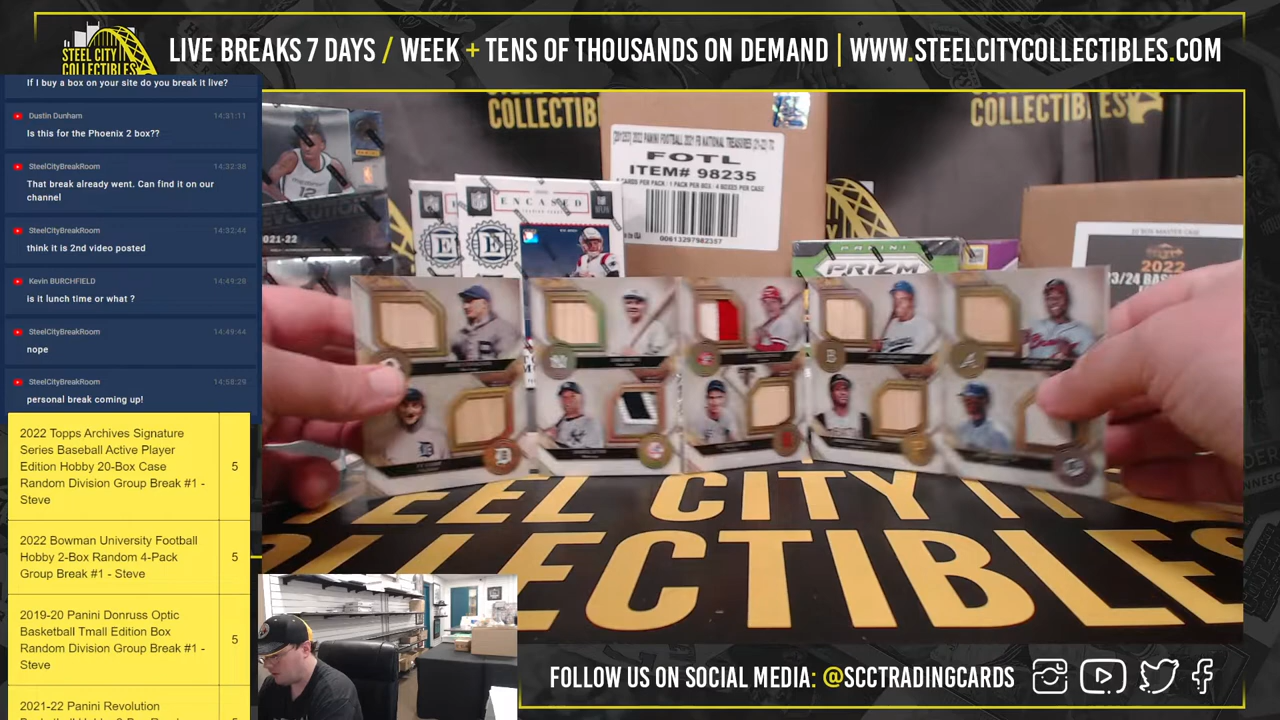 STEEL CITY
COLLECTIBLES
LIVE BREAKS 7 DAYS / WEEK + TENS OF THOUSANDS ON DEMAND | WWW.STEELCITYCOLLECTIBLES.COM
If I buy a box on your site do you break it live?
Dustin Dunham 14:31:11
Is this for the Phoenix 2 box??
SteelCityBreakRoom 14:32:38
That break already went. Can find it on our
channel
SteelCityBreakRoom 14:32:44
think it is 2nd video posted
Kevin BURCHFIELD 14:49:28
is it lunch time or what ?
SteelCityBreakRoom 14:49:44
nope
SteelCityBreakRoom 14:58:29
personal break coming up!
2022 Topps Archives Signature
Series Baseball Active Player
Edition Hobby 20-Box Case
Random Division Group Break #1 -
Steve
5
2022 Bowman University Football
Hobby 2-Box Random 4-Pack
Group Break #1 - Steve
5
2019-20 Panini Donruss Optic
Basketball Tmall Edition Box
Random Division Group Break #1 -
Steve
5
2021-22 Panini Revolution
COLLECTIB
COLLECTIBLES
FOTL
ITEM# 98235
ENCASED
E E
2021-22
PANINI
PRIZM
2022
STEEL CITY
COLLECTIBLES
FOLLOW US ON SOCIAL MEDIA: @SCCTRADINGCARDS